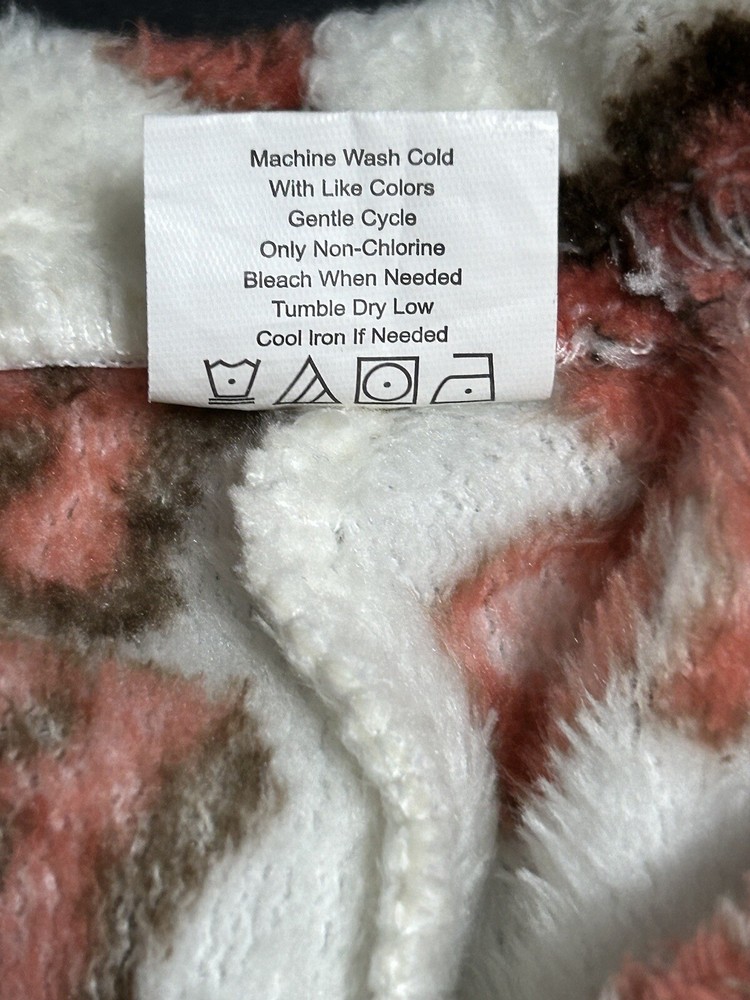 Machine Wash Cold
With Like Colors
Gentle Cycle
Only Non-Chlorine
Bleach When Needed
Tumble Dry Low
Cool Iron If Needed